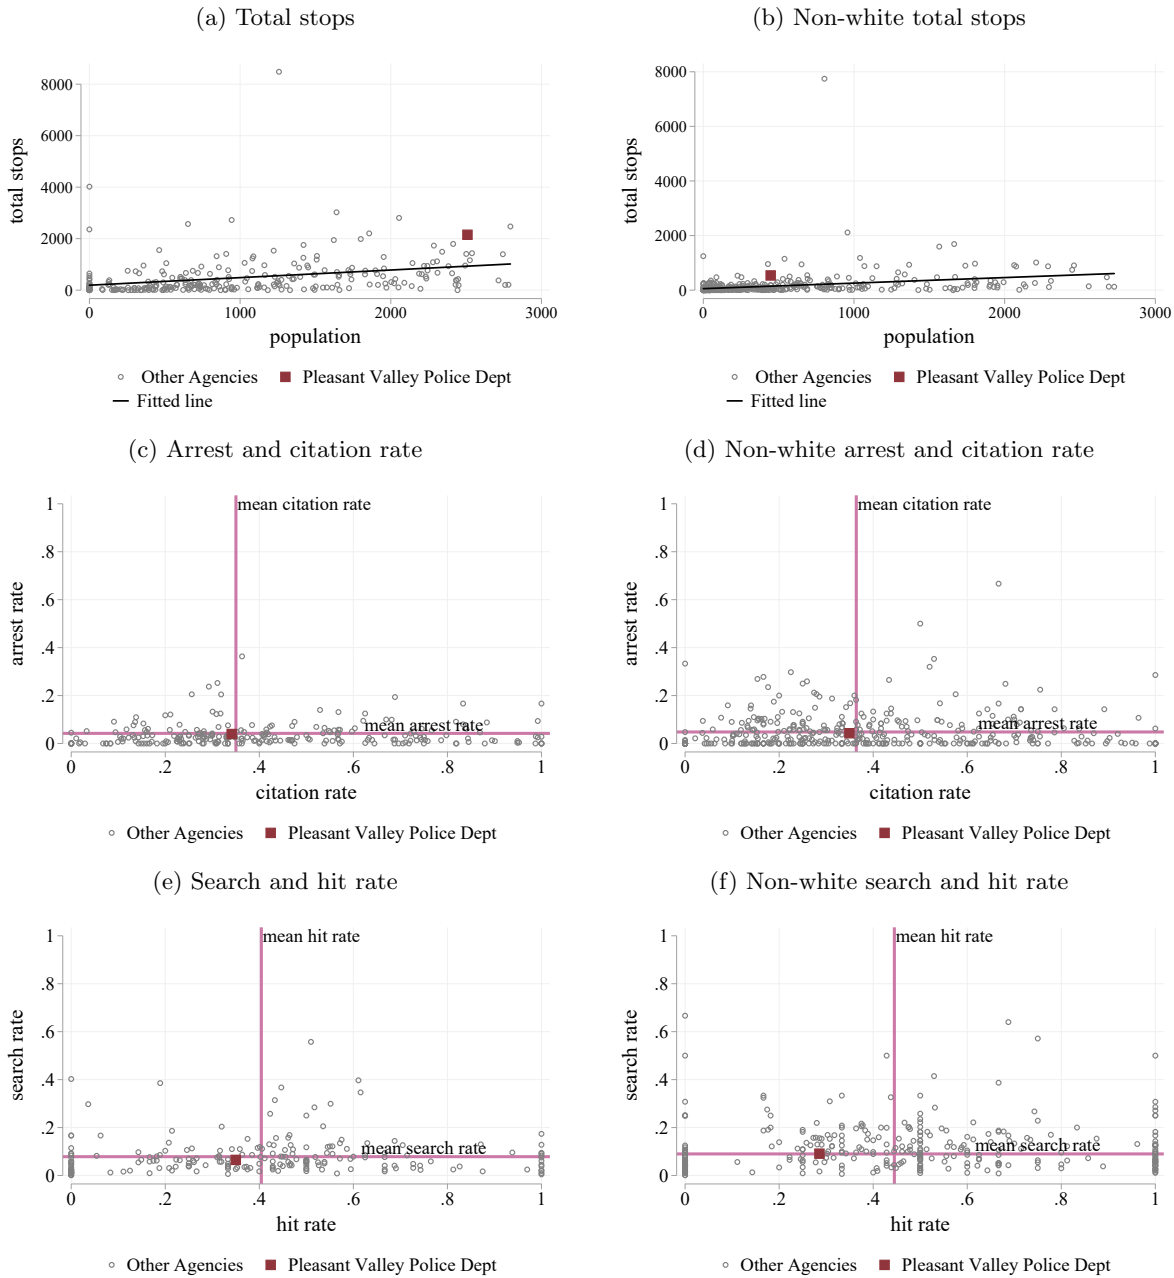 (a) Total stops
(b) Non-white total stops
8000
6000
4000
2000
0
total stops
0
1000
2000
3000
population
Other Agencies
Pleasant Valley Police Dept
Fitted line
8000
6000
4000
2000
0
total stops
0
1000
2000
3000
population
Other Agencies
Pleasant Valley Police Dept
Fitted line
(c) Arrest and citation rate
(d) Non-white arrest and citation rate
1
.8
.6
.4
.2
0
arrest rate
mean citation rate
mean arrest rate
0
.2
.4
.6
.8
1
citation rate
Other Agencies
Pleasant Valley Police Dept
1
.8
.6
.4
.2
0
arrest rate
mean citation rate
mean arrest rate
0
.2
.4
.6
.8
1
citation rate
Other Agencies
Pleasant Valley Police Dept
(e) Search and hit rate
(f) Non-white search and hit rate
1
.8
.6
.4
.2
0
search rate
mean hit rate
mean search rate
0
.2
.4
.6
.8
1
hit rate
Other Agencies
Pleasant Valley Police Dept
1
.8
.6
.4
.2
0
search rate
mean hit rate
mean search rate
0
.2
.4
.6
.8
1
hit rate
Other Agencies
Pleasant Valley Police Dept